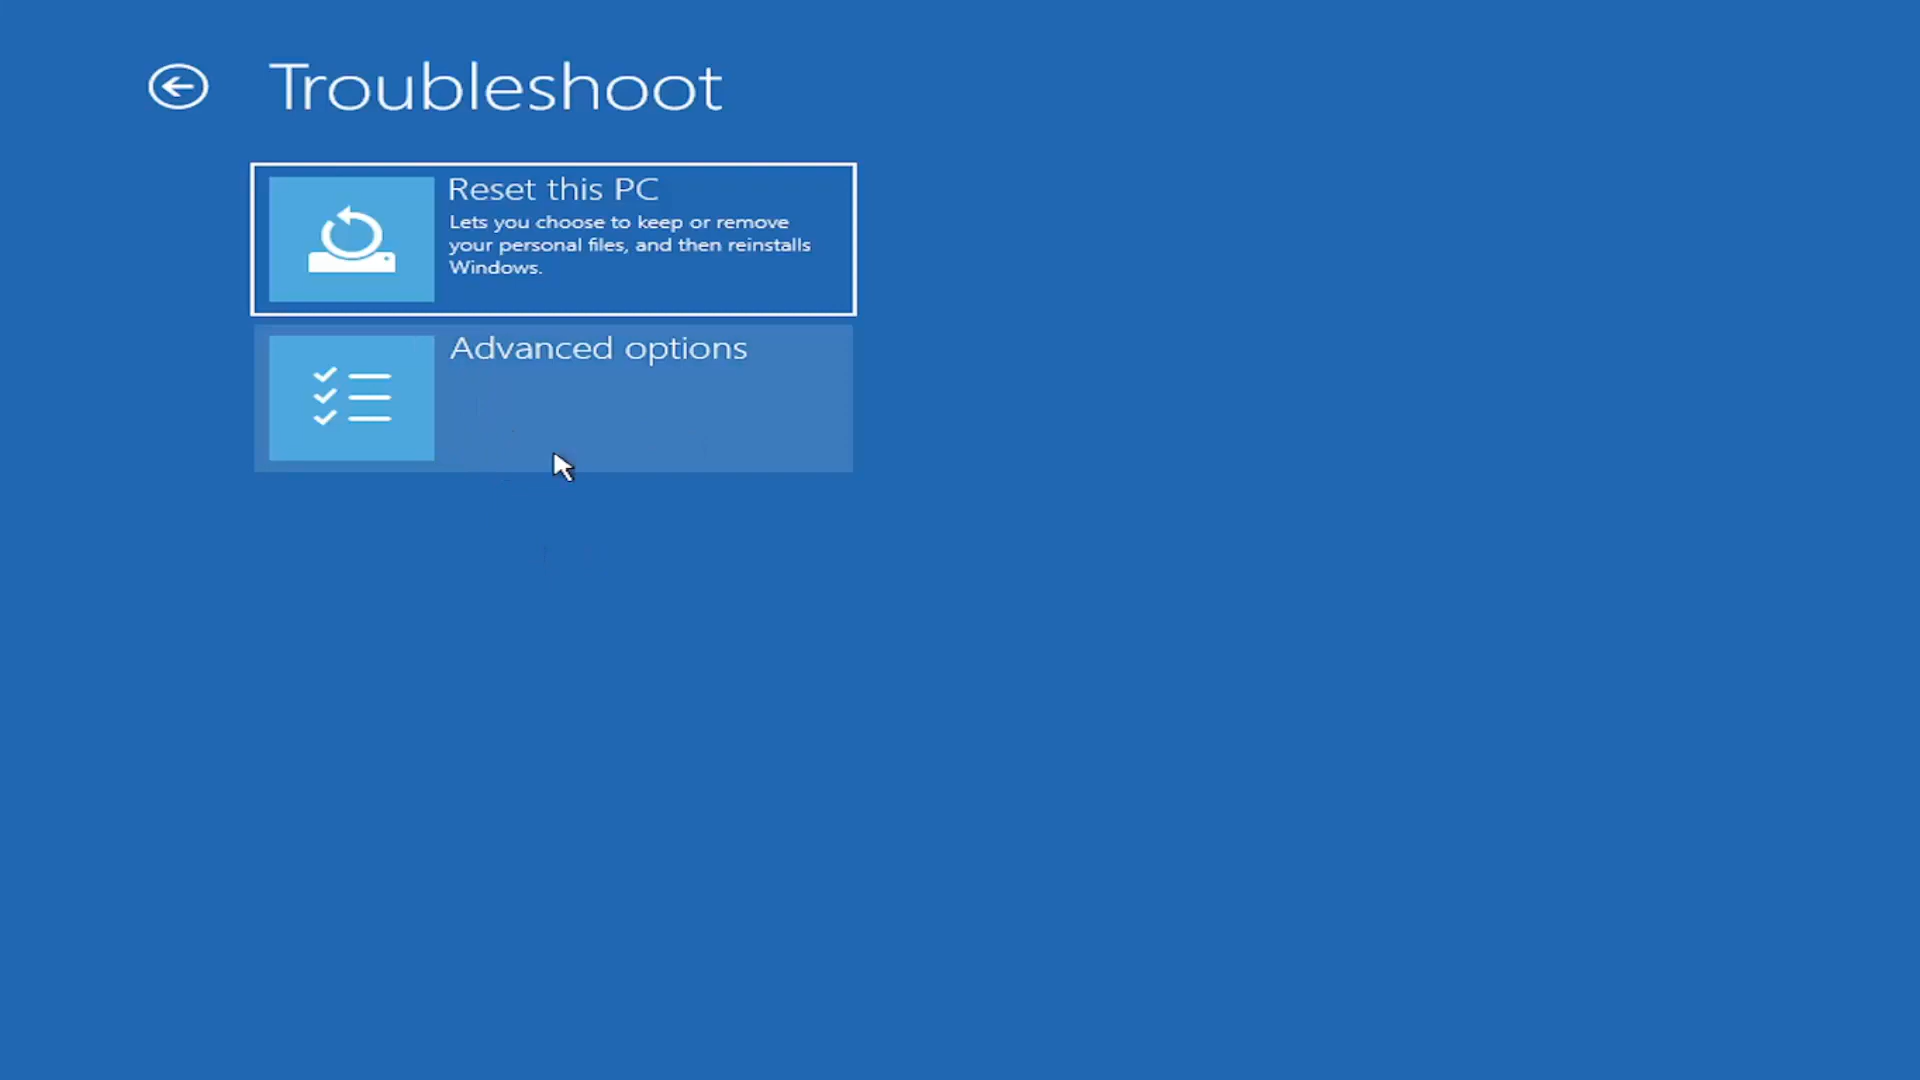 Troubleshoot
Reset this PC
Lets you choose to keep or remove
your personal files, and then reinstalls
Windows.
Advanced options